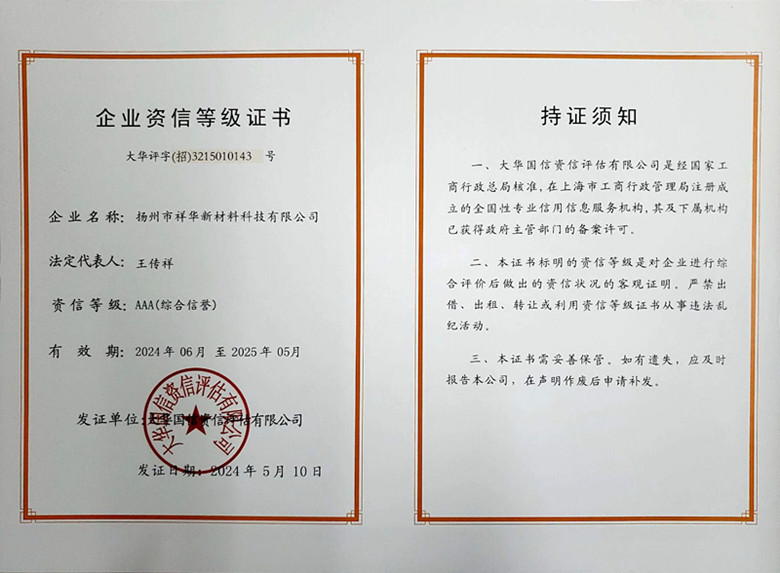 企业资信等级证书
大华评字(招)3215010143 号
企业名称：扬州市祥华新材料科技有限公司
法定代表人：王传祥
资信等级：AAA(综合信誉)
有 效 期：2024年06月 至 2025年05月
大华国信资信评估有限公司
发证单位：大华国信资信评估有限公司
发证日期：2024年5月10日
持证须知
一、大华国信资信评估有限公司是经国家工
商行政总局核准，在上海市工商行政管理局注册成
立的全国性专业信用信息服务机构，其及下属机构
已获得政府主管部门的备案许可。
二、本证书标明的资信等级是对企业进行综
合评价后做出的资信状况的客观证明。严禁出
借、出租、转让或利用资信等级证书从事违法乱
纪活动。
三、本证书需妥善保管。如有遗失，应及时
报告本公司，在声明作废后申请补发。